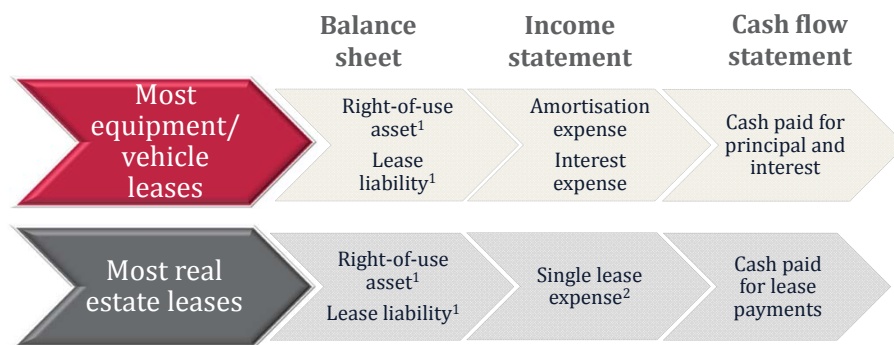 Balance
sheet
Income
statement
Cash flow
statement
Most
equipment/
vehicle
leases
Right-of-use
asset¹
Lease
liability¹
Amortisation
expense
Interest
expense
Cash paid for
principal and
interest
Most real
estate leases
Right-of-use
asset¹
Lease liability¹
Single lease
expense²
Cash paid
for lease
payments